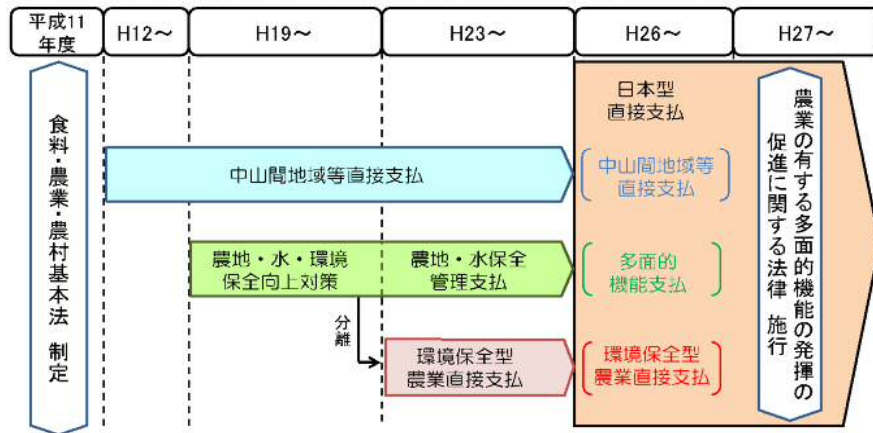 平成11
年度
H12～
H19～
H23～
H26～
H27～
食料・農業・農村基本法 制定
日本型
直接支払
農業の有する多面的機能の発揮の
促進に関する法律 施行
中山間地域等直接支払
中山間地域等
直接支払
農地・水・環境
保全向上対策
農地・水保全
管理支払
多面的
機能支払
分離
環境保全型
農業直接支払
環境保全型
農業直接支払